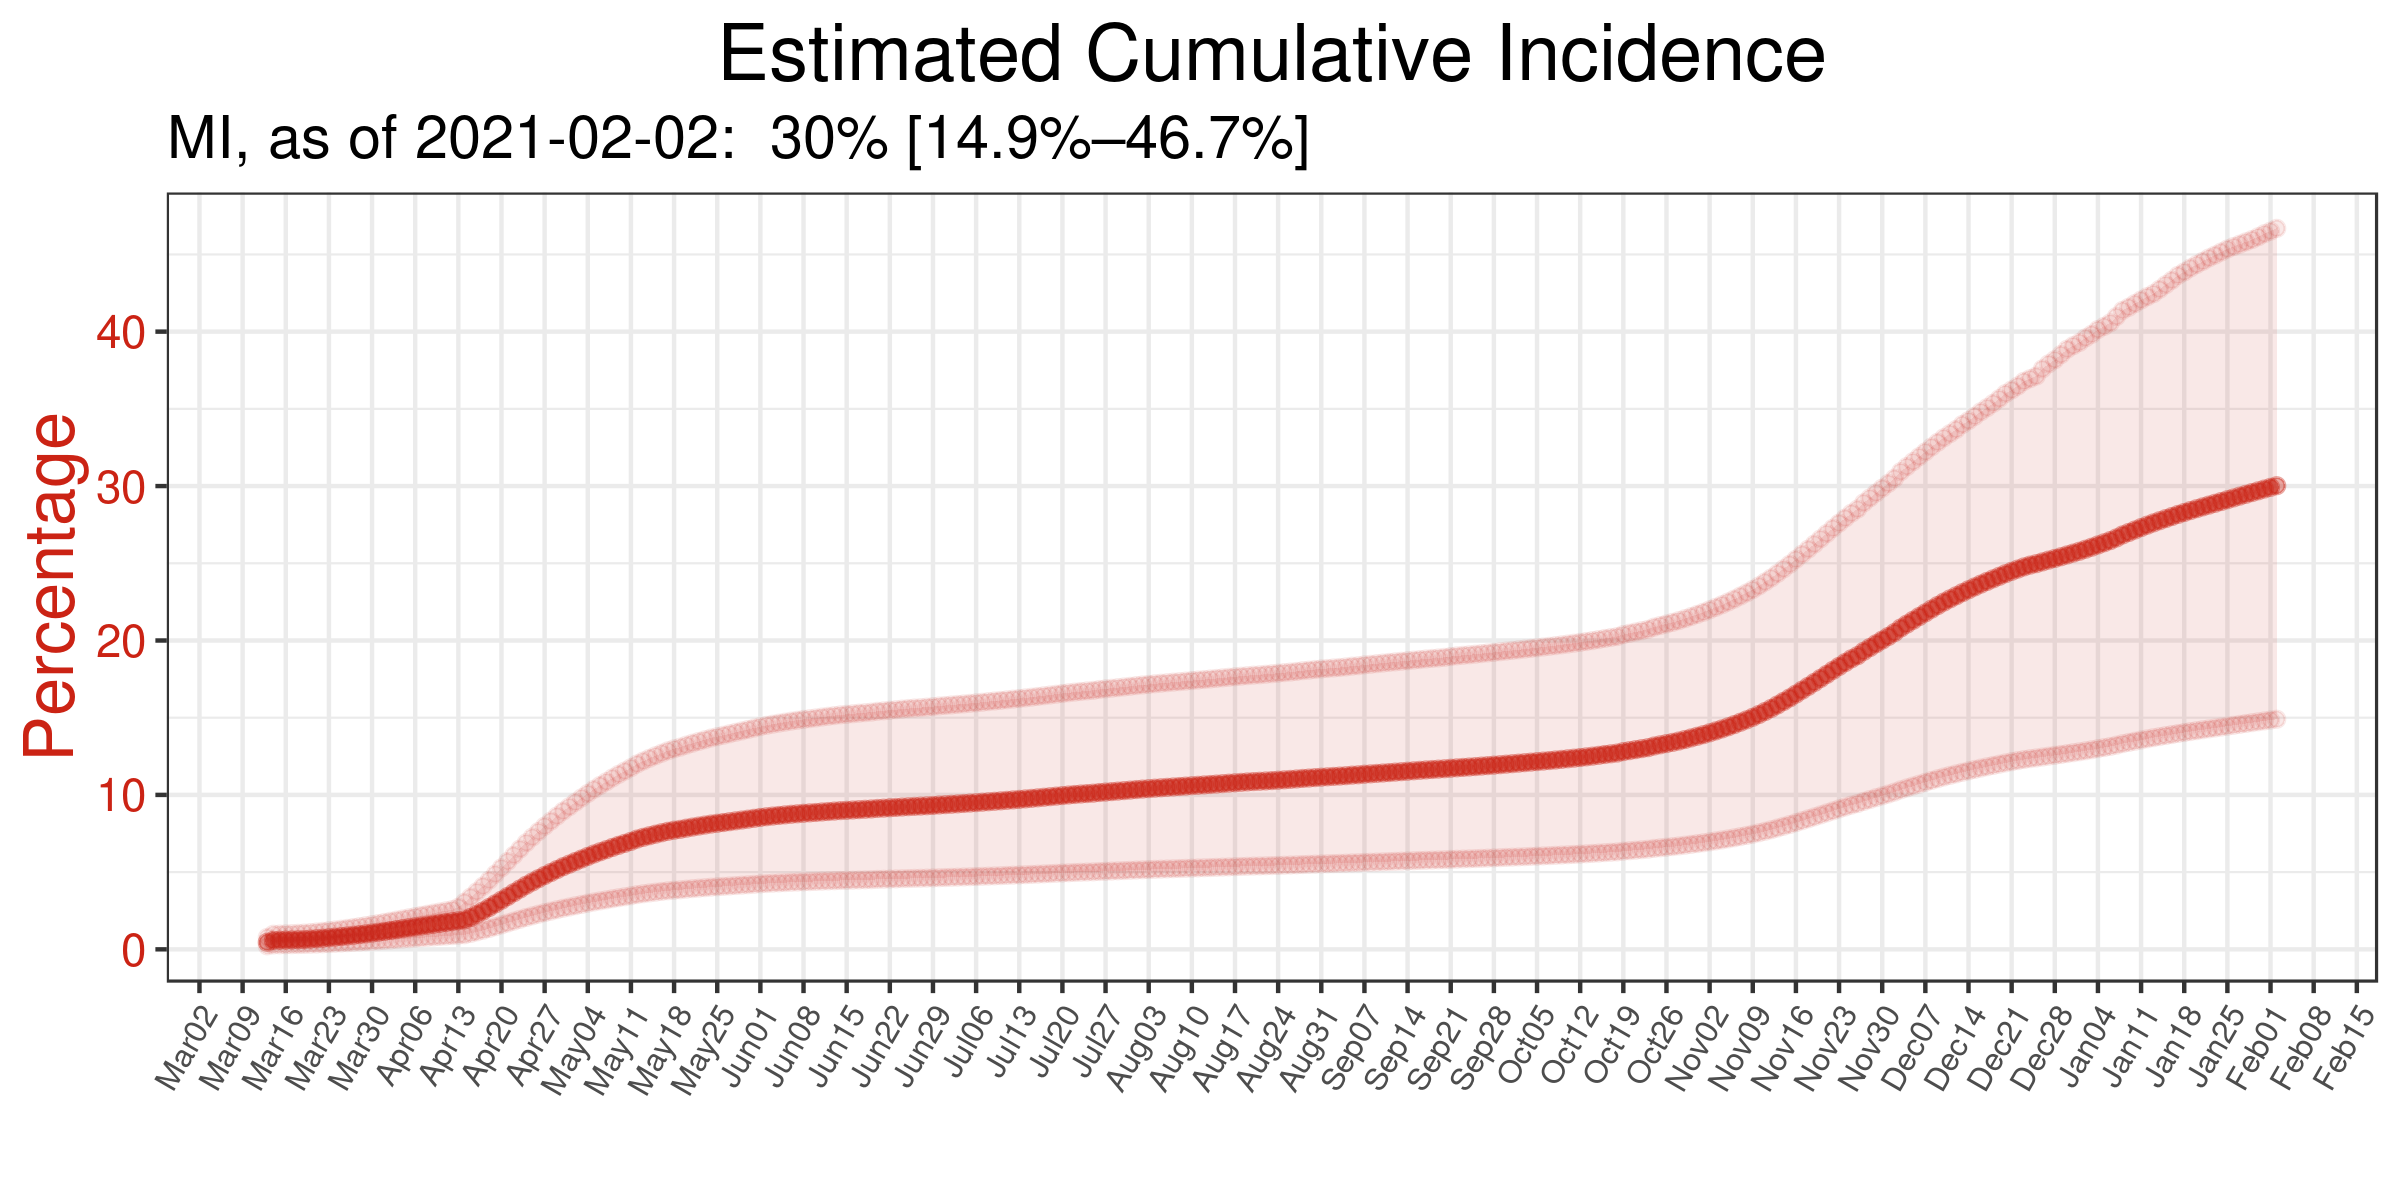 Estimated Cumulative Incidence
MI, as of 2021-02-02:  30% [14.9%–46.7%]
Percentage
40
30
20
10
0
Mar02
Mar09
Mar16
Mar23
Mar30
Apr06
Apr13
Apr20
Apr27
May04
May11
May18
May25
Jun01
Jun08
Jun15
Jun22
Jun29
Jul06
Jul13
Jul20
Jul27
Aug03
Aug10
Aug17
Aug24
Aug31
Sep07
Sep14
Sep21
Sep28
Oct05
Oct12
Oct19
Oct26
Nov02
Nov09
Nov16
Nov23
Nov30
Dec07
Dec14
Dec21
Dec28
Jan04
Jan11
Jan18
Jan25
Feb01
Feb08
Feb15